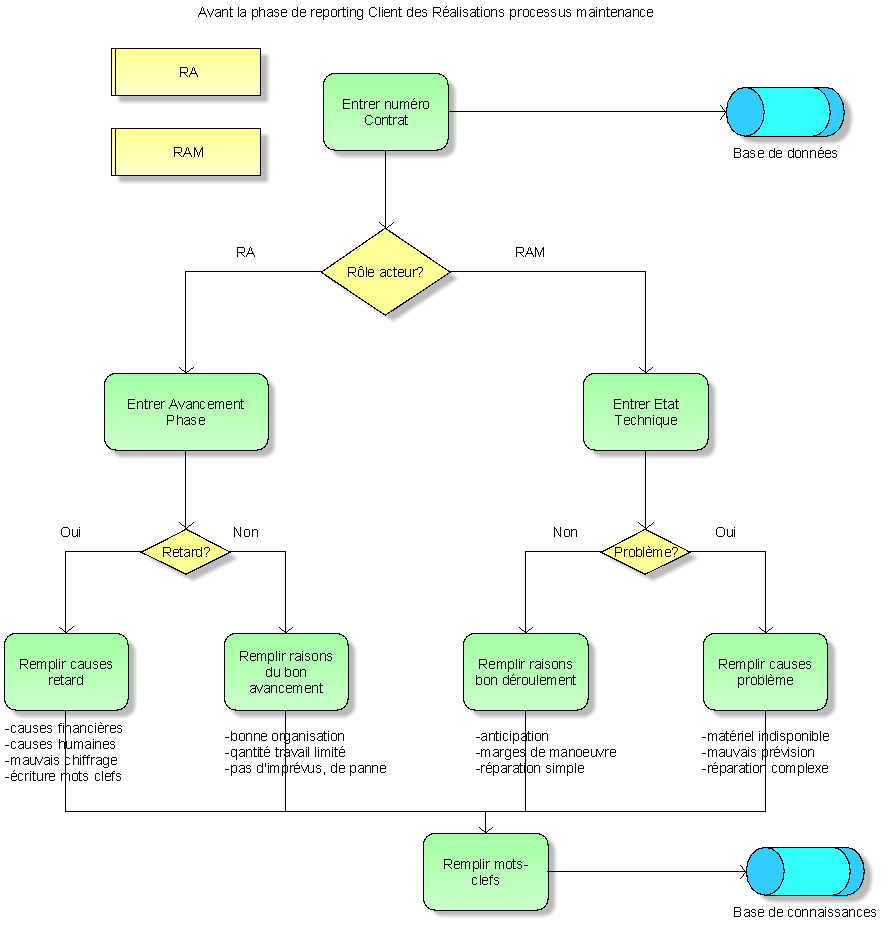 Avant la phase de reporting Client des Réalisations processus maintenance
RA
RAM
Entrer numéro
Contrat
Base de données
RA
Rôle acteur?
RAM
Entrer Avancement
Phase
Entrer Etat
Technique
Oui
Retard?
Non
Non
Problème?
Oui
Remplir causes
retard
Remplir raisons
du bon
avancement
Remplir raisons
bon déroulement
Remplir causes
problème
-causes financières
-causes humaines
-mauvais chiffrage
-écriture mots clefs
-bonne organisation
-qantité travail limité
-pas d'imprévus, de panne
-anticipation
-marges de manoeuvre
-réparation simple
-matériel indisponible
-mauvais prévision
-réparation complexe
Remplir mots-
clefs
Base de connaissances